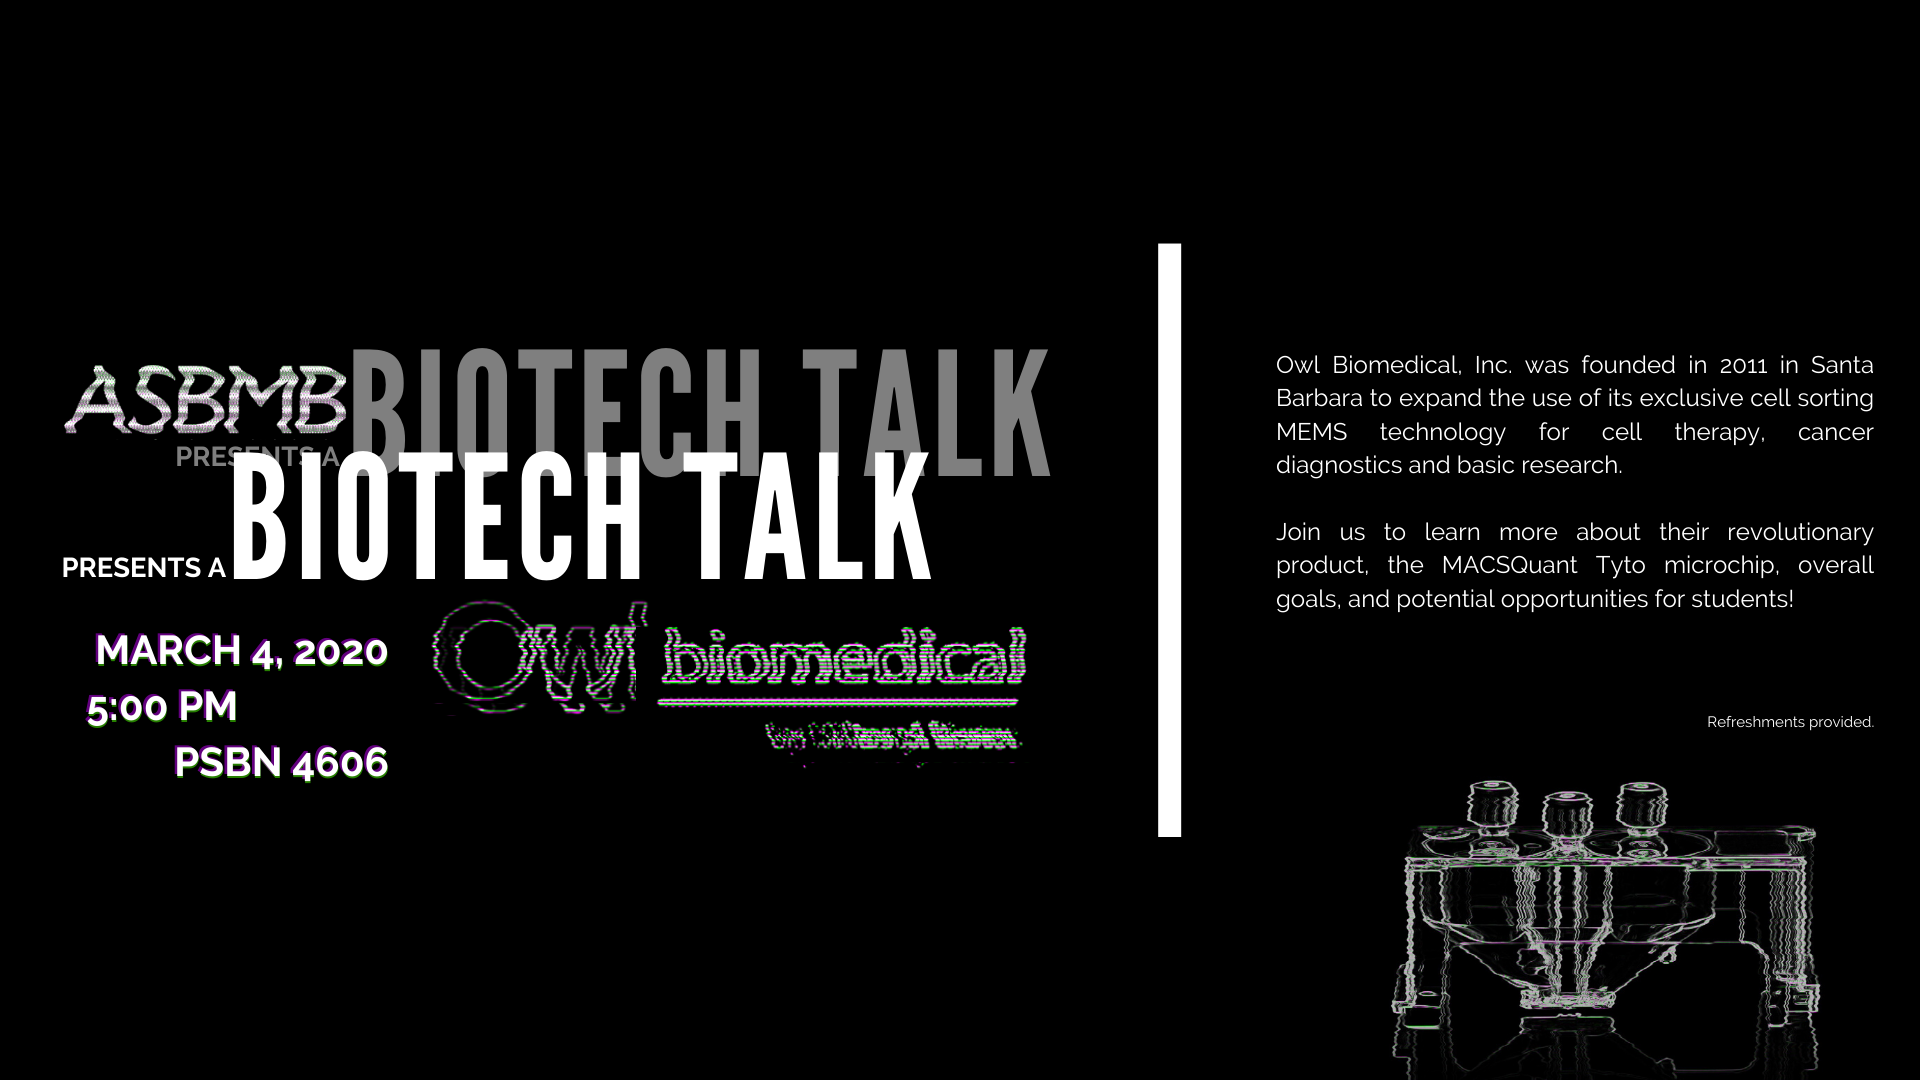 ASBMB
PRESENTS A BIOTECH TALK
PRESENTS A BIOTECH TALK
MARCH 4, 2020
5:00 PM
PSBN 4606
Owl biomedical
Owl Biomedical, Inc. was founded in 2011 in Santa
Barbara to expand the use of its exclusive cell sorting
MEMS technology for cell therapy, cancer
diagnostics and basic research.
Join us to learn more about their revolutionary
product, the MACSQuant Tyto microchip, overall
goals, and potential opportunities for students!
Refreshments provided.